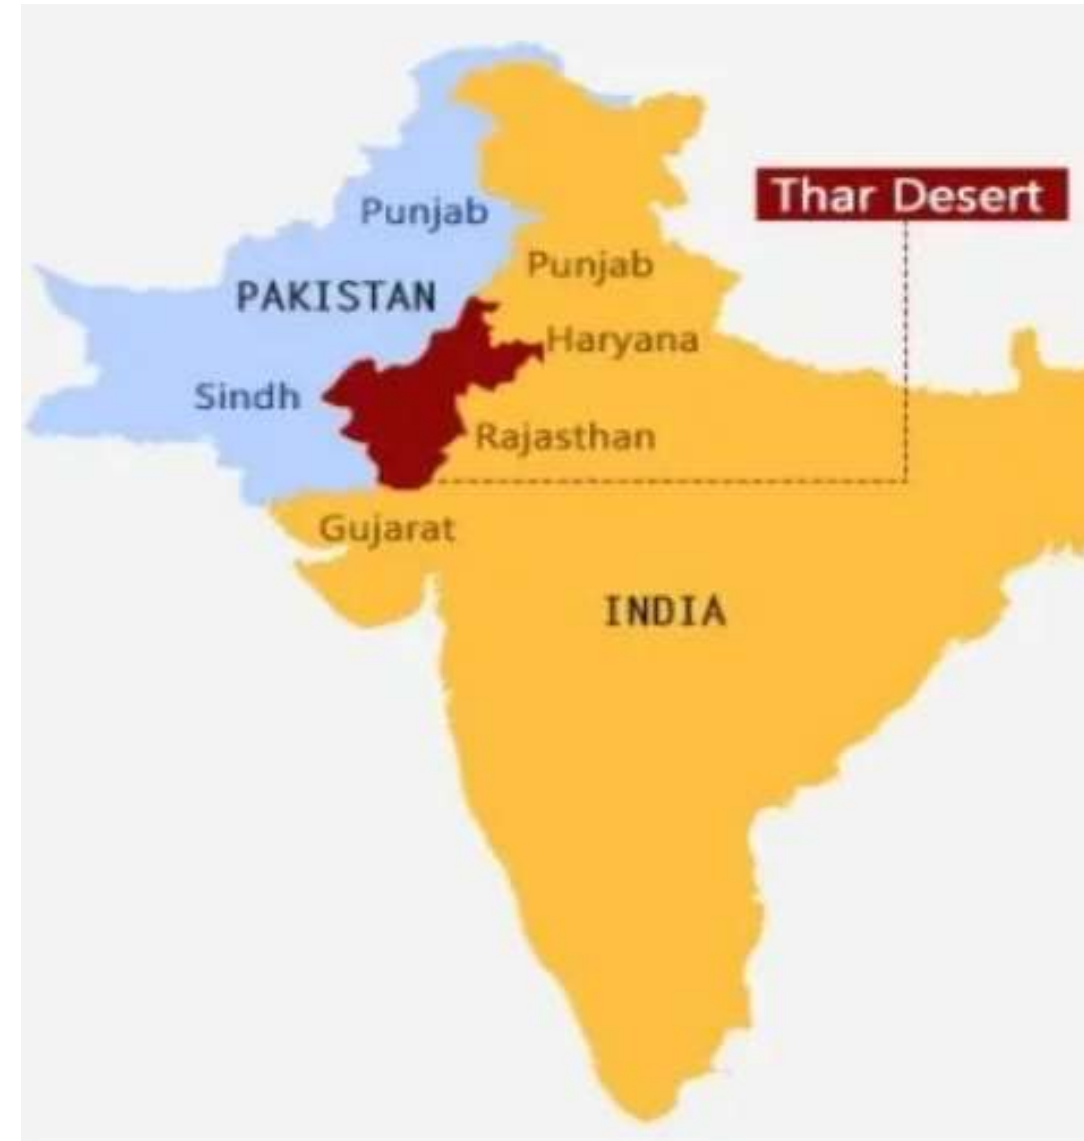 Thar Desert
Punjab
Punjab
PAKISTAN
Haryana
Sindh
Rajasthan
Gujarat
INDIA